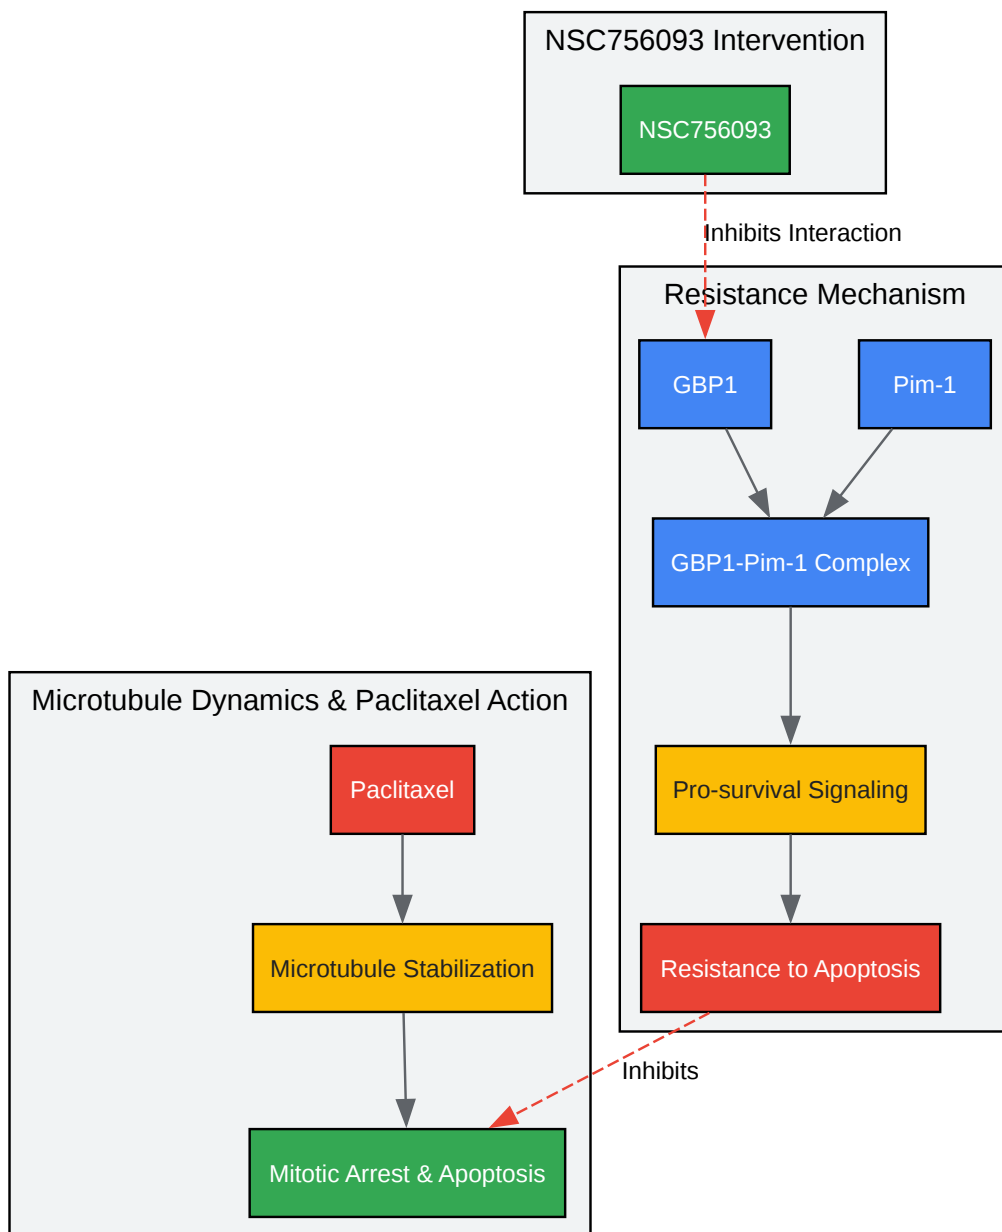 NSC756093 Intervention
NSC756093
Inhibits Interaction
Resistance Mechanism
GBP1
Pim-1
GBP1-Pim-1 Complex
Pro-survival Signaling
Resistance to Apoptosis
Inhibits
Microtubule Dynamics & Paclitaxel Action
Paclitaxel
Microtubule Stabilization
Mitotic Arrest & Apoptosis